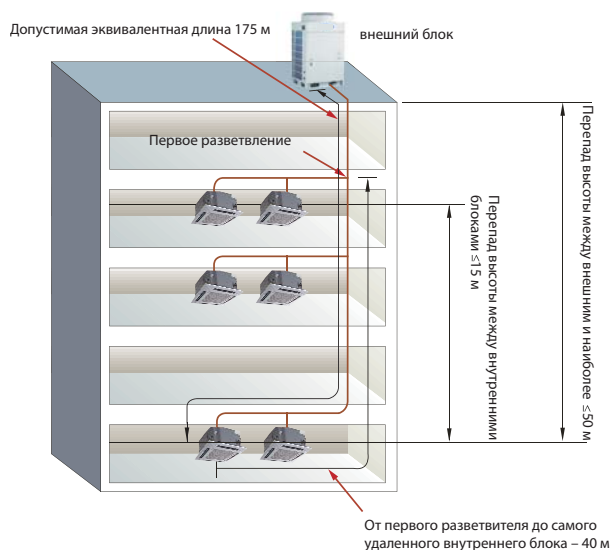 Допустимая эквивалентная длина 175 м
внешний блок
Первое разветвление
Перепад высоты между внутренними
блоками ≤15 м
Перепад высоты между внешним и наиболее ≤50 м
От первого разветвителя до самого
удаленного внутреннего блока – 40 м